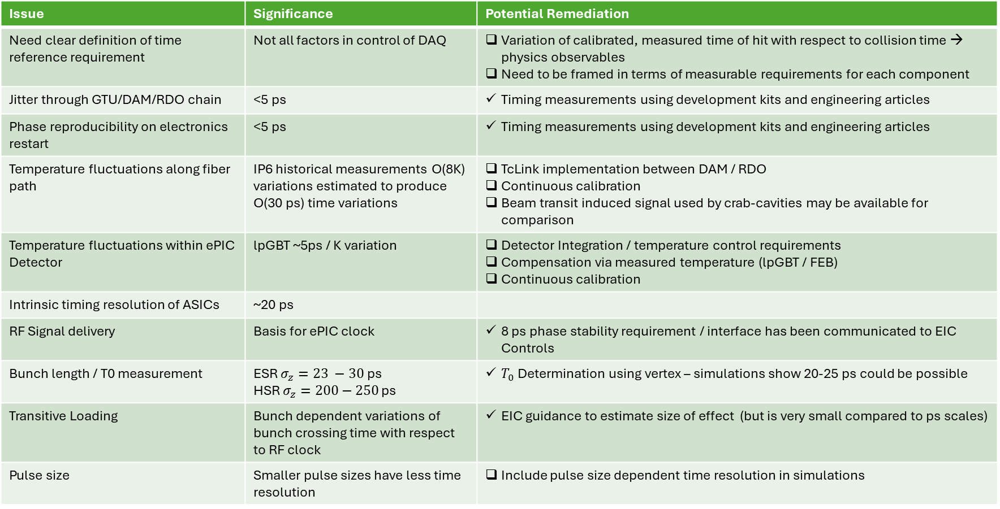 Issue
Significance
Potential Remediation
Need clear definition of time
reference requirement
Not all factors in control of DAQ
❑ Variation of calibrated, measured time of hit with respect to collision time →
physics observables
❑ Need to be framed in terms of measurable requirements for each component
Jitter through GTU/DAM/RDO chain
<5 ps
✓ Timing measurements using development kits and engineering articles
Phase reproducibility on electronics
restart
<5 ps
✓ Timing measurements using development kits and engineering articles
Temperature fluctuations along fiber
path
IP6 historical measurements O(8K)
variations estimated to produce
O(30 ps) time variations
❑ TcLink implementation between DAM / RDO
❑ Continuous calibration
❑ Beam transit induced signal used by crab-cavities may be available for
comparison
Temperature fluctuations within ePIC
Detector
lpGBT ~5ps / K variation
❑ Detector Integration / temperature control requirements
❑ Compensation via measured temperature (lpGBT / FEB)
❑ Continuous calibration
Intrinsic timing resolution of ASICs
~20 ps
RF Signal delivery
Basis for ePIC clock
✓ 8 ps phase stability requirement / interface has been communicated to EIC
Controls
Bunch length / T0 measurement
ESR σ_z = 23 − 30 ps
HSR σ_z = 200 − 250 ps
✓ T₀ Determination using vertex – simulations show 20-25 ps could be possible
Transitive Loading
Bunch dependent variations of
bunch crossing time with respect
to RF clock
✓ EIC guidance to estimate size of effect (but is very small compared to ps scales)
Pulse size
Smaller pulse sizes have less time
resolution
❑ Include pulse size dependent time resolution in simulations